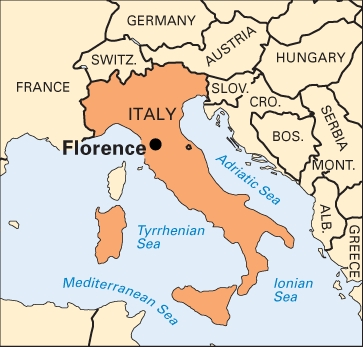 GERMANY
AUSTRIA
SWITZ.
HUNGARY
FRANCE
SLOV.
CRO.
ITALY
SERBIA
BOS.
Florence
MONT.
Adriatic Sea
ALB.
Tyrrhenian
Sea
GREECE
Mediterranean Sea
Ionian
Sea